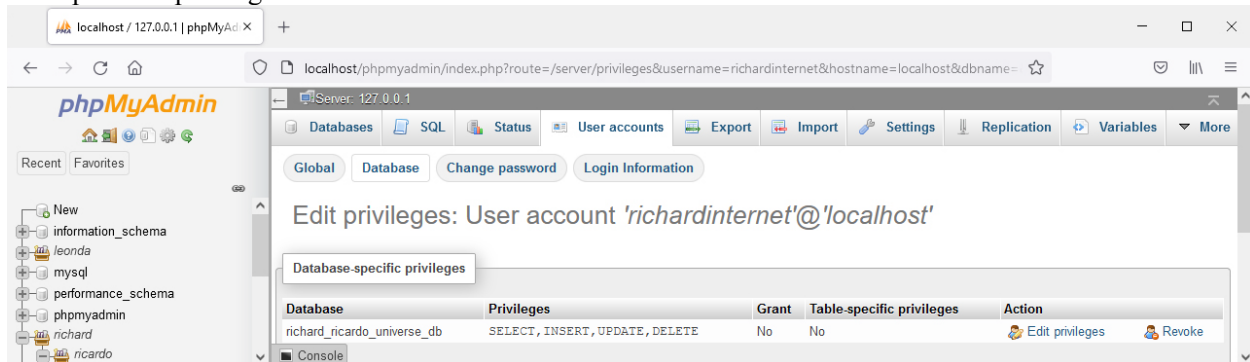 localhost / 127.0.0.1 | phpMyAd
localhost/phpmyadmin/index.php?route=/server/privileges&username=richardinternet&hostname=localhost&dbname=
phpMyAdmin
Recent Favorites
New
information_schema
leonda
mysql
performance_schema
phpmyadmin
richard
ricardo
Server: 127.0.0.1
Databases SQL Status User accounts Export Import Settings Replication Variables More
Global Database Change password Login Information
Edit privileges: User account 'richardinternet'@'localhost'
Database-specific privileges
Database Privileges Grant Table-specific privileges Action
richard_ricardo_universe_db SELECT, INSERT, UPDATE, DELETE No No Edit privileges Revoke
Console